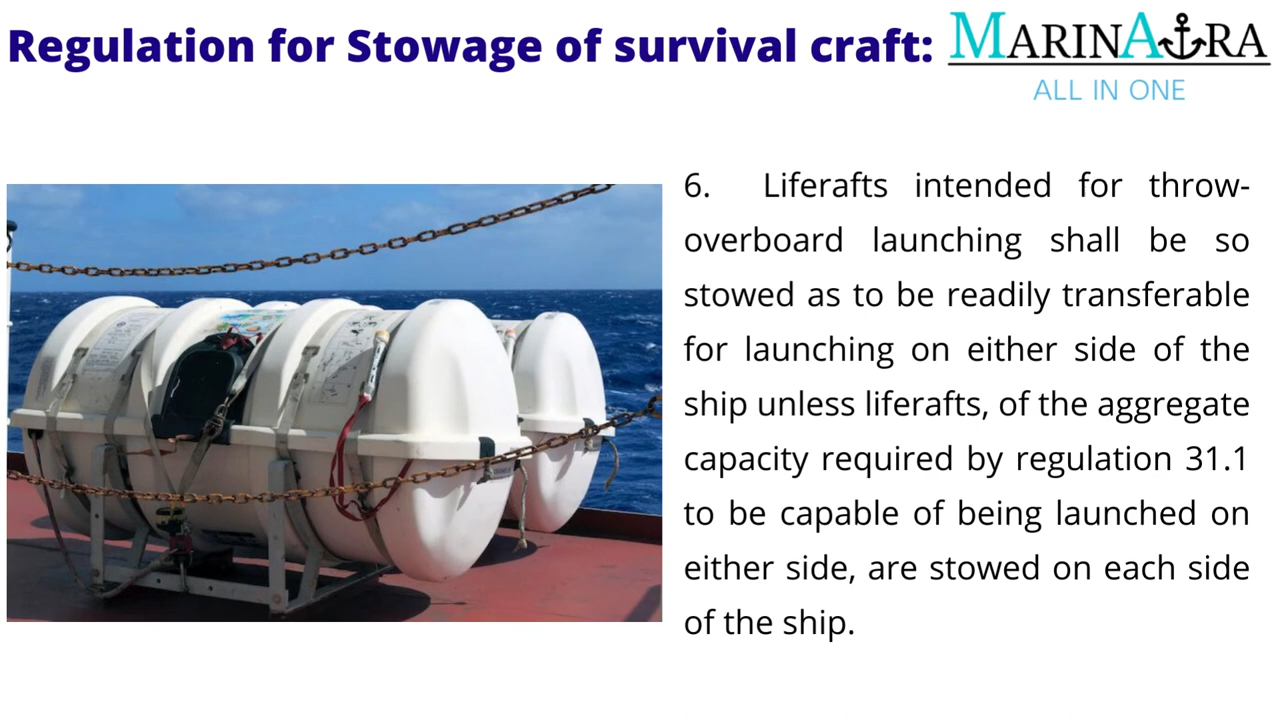 Regulation for Stowage of survival craft:
MARINAURA
ALL IN ONE
6. Liferafts intended for throw-
overboard launching shall be so
stowed as to be readily transferable
for launching on either side of the
ship unless liferafts, of the aggregate
capacity required by regulation 31.1
to be capable of being launched on
either side, are stowed on each side
of the ship.